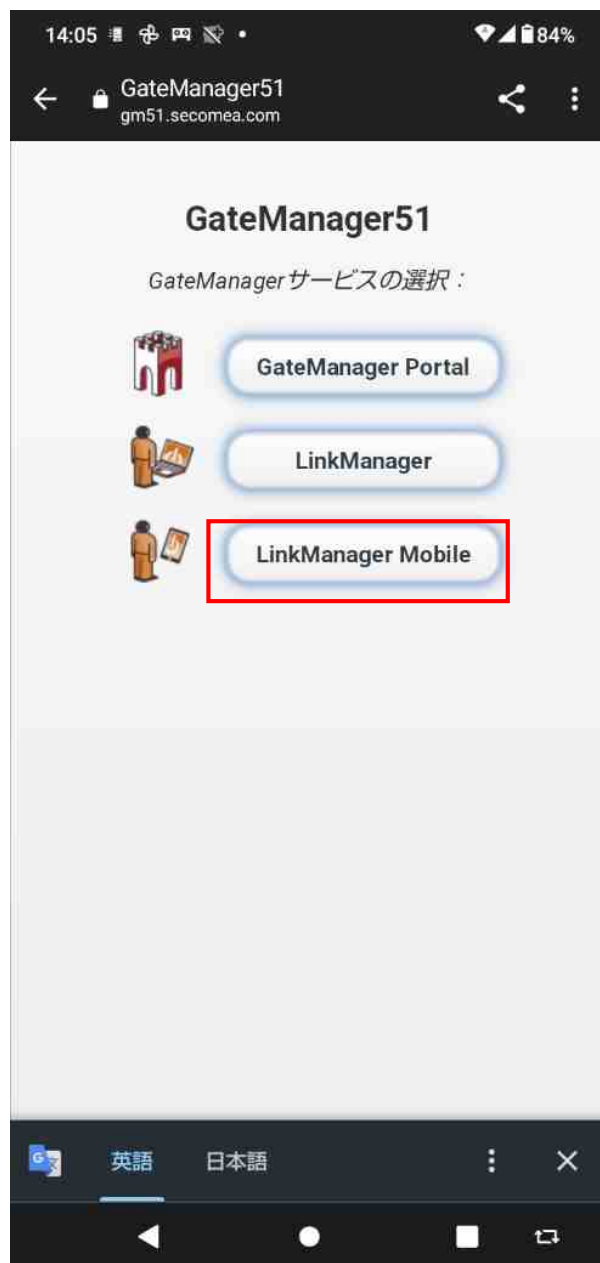 14:05
84%
GateManager51
gm51.secomea.com
GateManager51
GateManagerサービスの選択：
GateManager Portal
LinkManager
LinkManager Mobile
英語 日本語